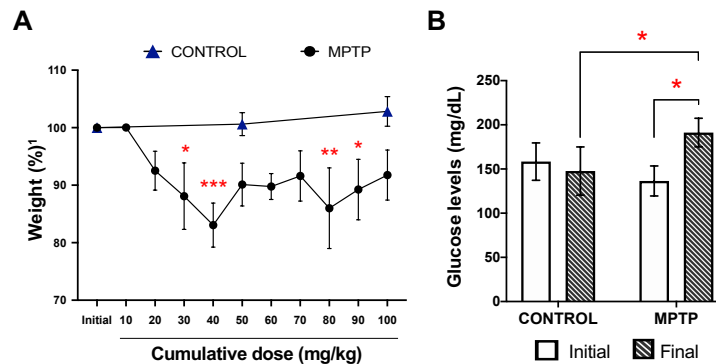 A
CONTROL MPTP
Weight (%)¹
110
100
90
80
70
* *** ** *
Initial 10 20 30 40 50 60 70 80 90 100
Cumulative dose (mg/kg)
B
Glucose levels (mg/dL)
250
200
150
100
50
0
*
*
CONTROL MPTP
Initial Final